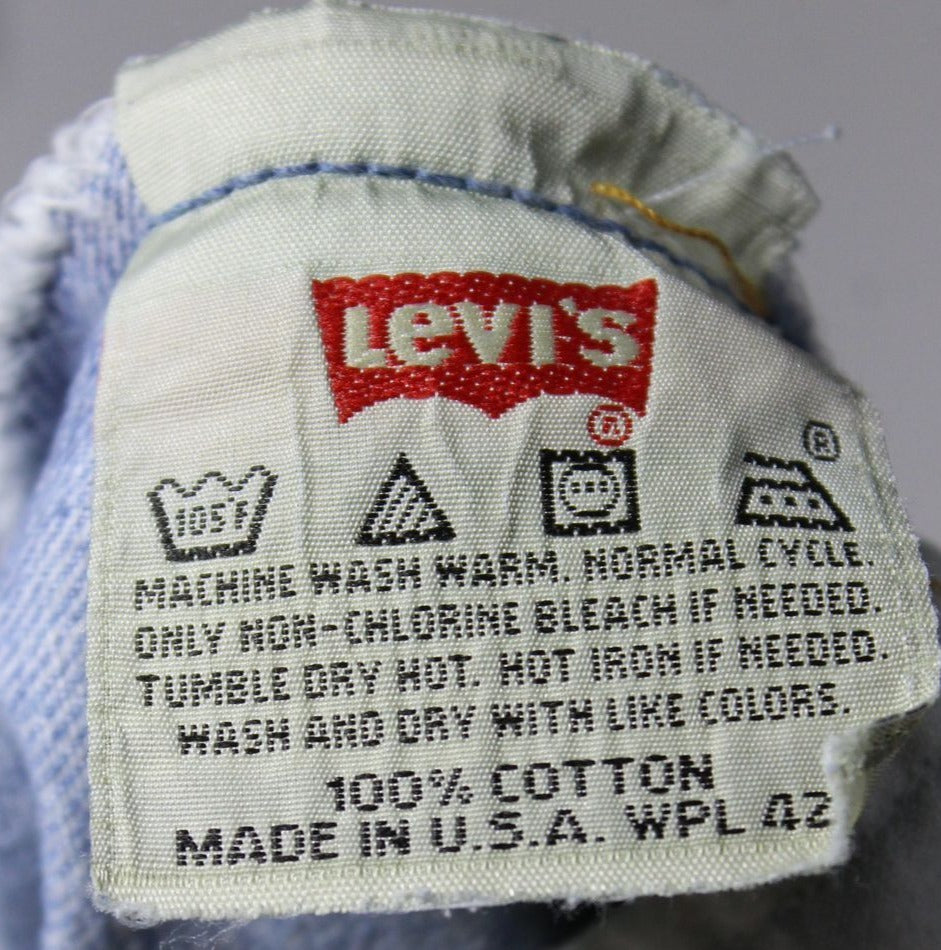 Levi's
®
®
105°F
MACHINE WASH WARM. NORMAL CYCLE.
ONLY NON-CHLORINE BLEACH IF NEEDED.
TUMBLE DRY HOT. HOT IRON IF NEEDED.
WASH AND DRY WITH LIKE COLORS.
100% COTTON
MADE IN U.S.A. WPL 42